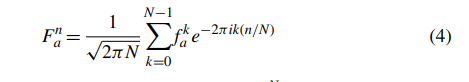 F_a^n = \frac{1}{\sqrt{2\pi N}} \sum_{k=0}^{N-1} f_a^k e^{-2\pi i k(n/N)} (4)